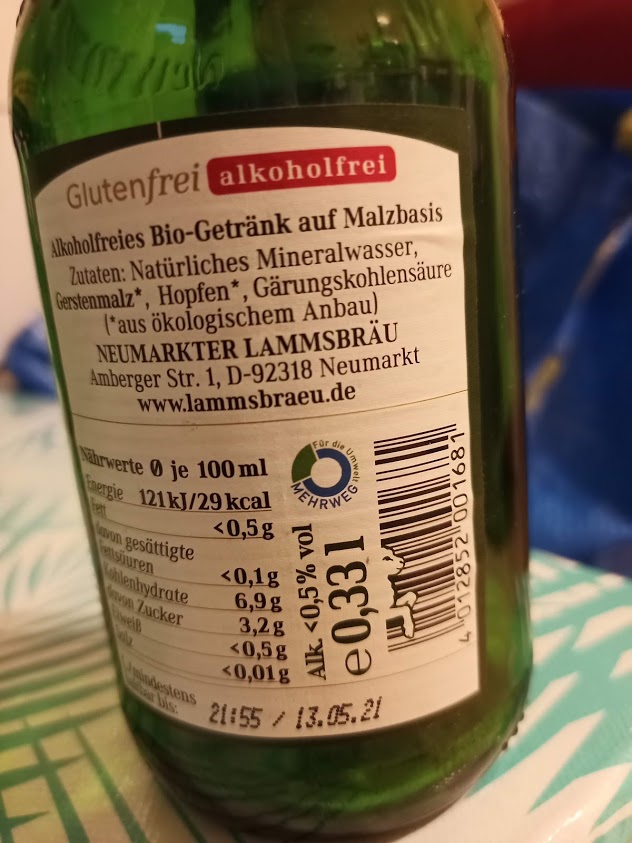 Glutenfrei alkoholfrei
Alkoholfreies Bio-Getränk auf Malzbasis
Zutaten: Natürliches Mineralwasser,
Gerstenmalz*, Hopfen*, Gärungskohlensäure
(*aus ökologischem Anbau)
NEUMARKTER LAMMSBRÄU
Amberger Str. 1, D-92318 Neumarkt
www.lammsbraeu.de
Nährwerte Ø je 100 ml
Energie 121 kJ/29 kcal
Fett <0,5 g
davon gesättigte
Fettsäuren <0,1 g
Kohlenhydrate 6,9 g
davon Zucker 3,2 g
Eiweiß <0,5 g
Salz <0,01 g
mindestens
bis:
21:55 / 13.05.21
Für die Umwelt
MEHRWEG
Alk. <0,5% vol
e 0,33 l
4 012852 001681